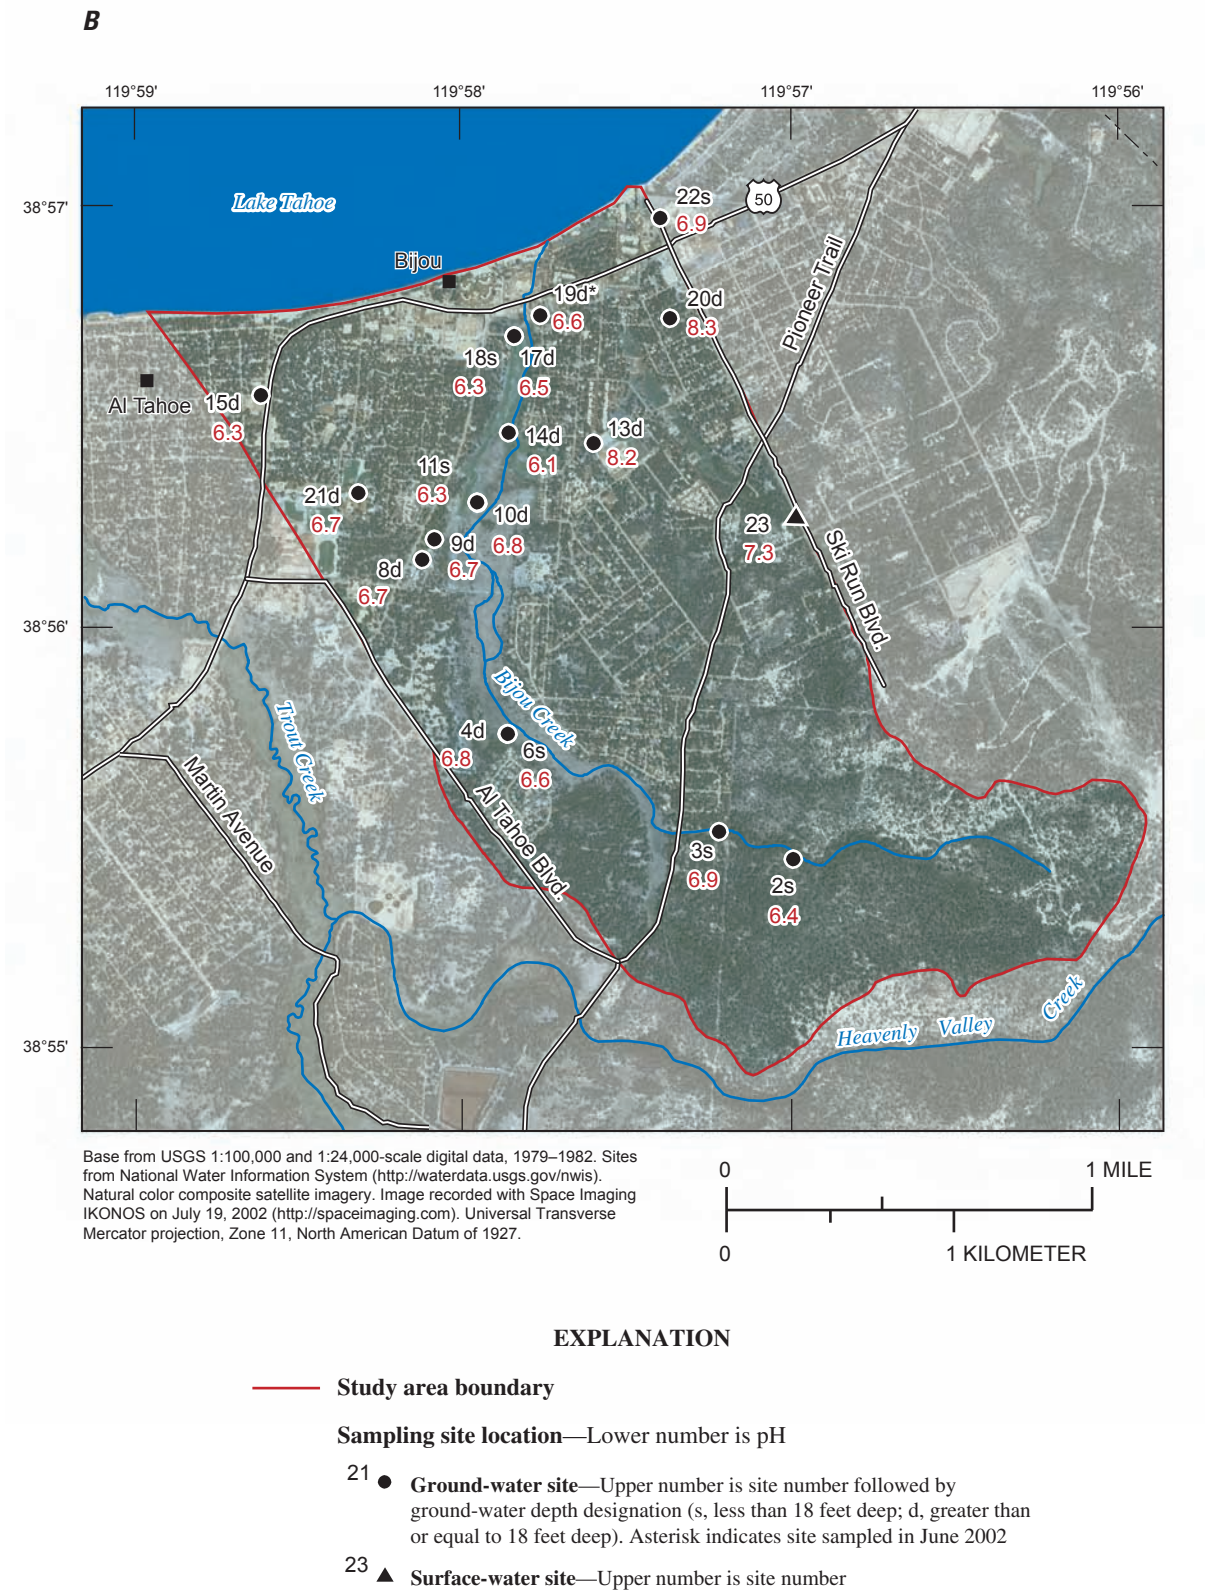 B
119°59' 119°58' 119°57' 119°56'
38°57'
Lake Tahoe
22s
6.9
50
Bijou
Pioneer Trail
19d*
6.6
20d
8.3
18s 17d
6.3 6.5
Al Tahoe
15d
6.3
14d
6.1
13d
8.2
11s
6.3
21d
6.7
10d
6.8
23
7.3
9d
6.7
8d
6.7
Ski Run Blvd.
38°56'
Bijou Creek
Trout Creek
4d
6.8
6s
6.6
Martin Avenue
Al Tahoe Blvd.
3s
6.9
2s
6.4
Heavenly Valley Creek
38°55'
Base from USGS 1:100,000 and 1:24,000-scale digital data, 1979–1982. Sites
from National Water Information System (http://waterdata.usgs.gov/nwis).
Natural color composite satellite imagery. Image recorded with Space Imaging
IKONOS on July 19, 2002 (http://spaceimaging.com). Universal Transverse
Mercator projection, Zone 11, North American Datum of 1927.
0 1 MILE
0 1 KILOMETER
EXPLANATION
Study area boundary
Sampling site location—Lower number is pH
21 Ground-water site—Upper number is site number followed by
ground-water depth designation (s, less than 18 feet deep; d, greater than
or equal to 18 feet deep). Asterisk indicates site sampled in June 2002
23 Surface-water site—Upper number is site number